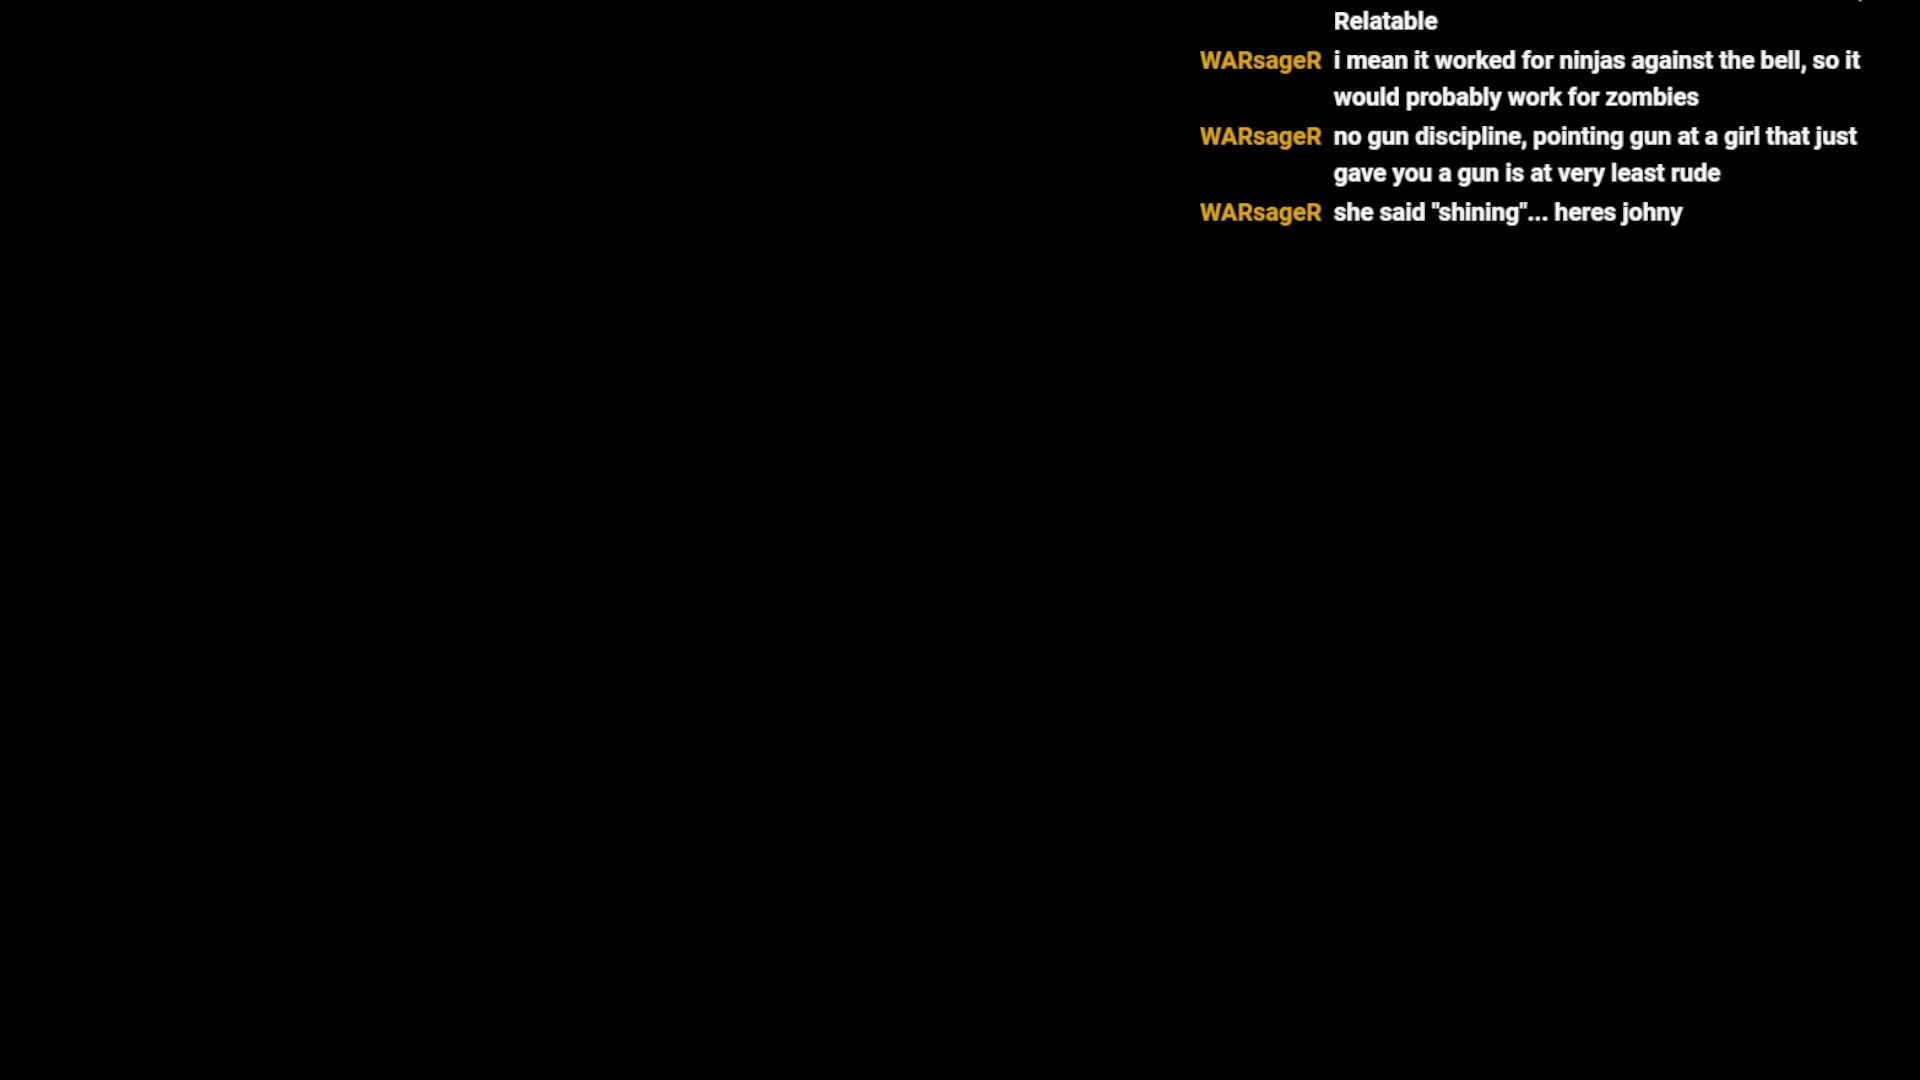 Relatable
WARsageR i mean it worked for ninjas against the bell, so it
would probably work for zombies
WARsageR no gun discipline, pointing gun at a girl that just
gave you a gun is at very least rude
WARsageR she said "shining"... heres johny